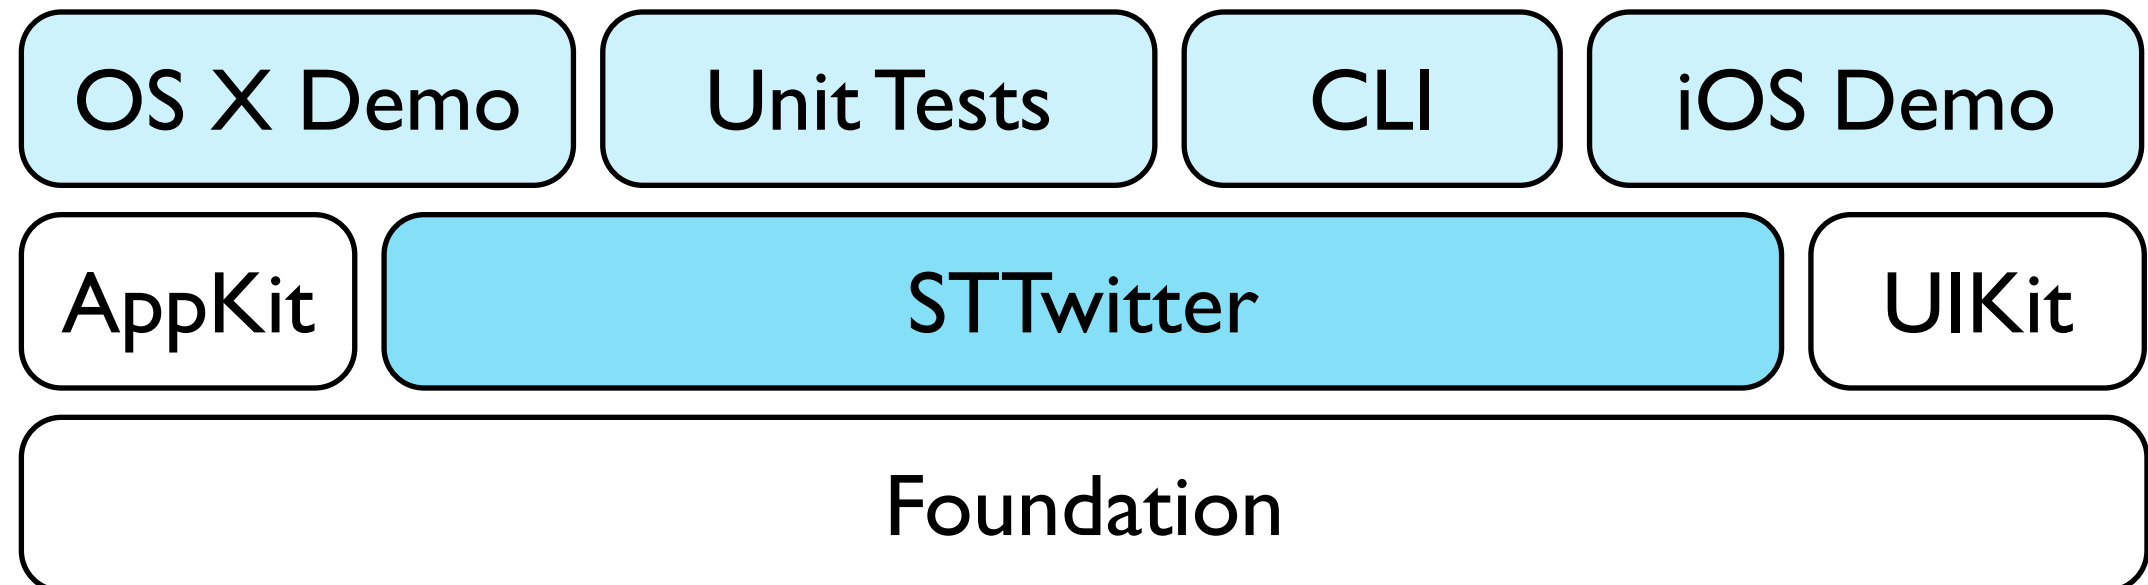 OS X Demo
Unit Tests
CLI
iOS Demo
AppKit
STTwitter
UIKit
Foundation